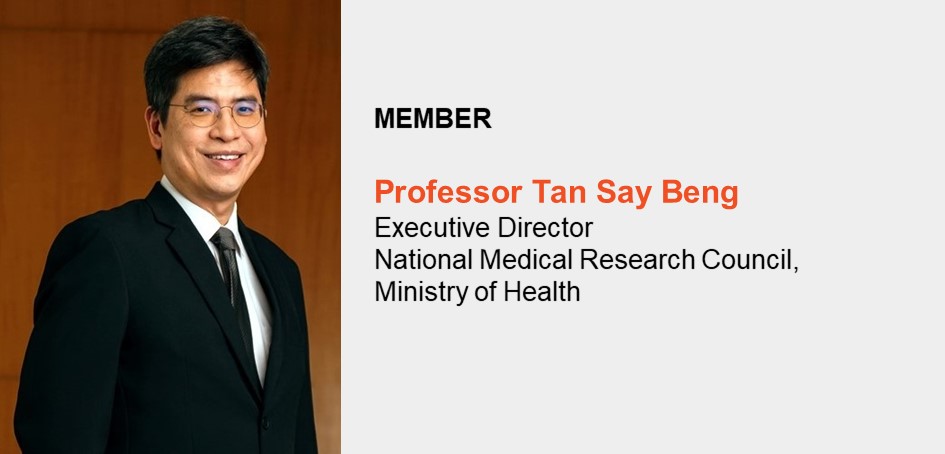 MEMBER
Professor Tan Say Beng
Executive Director
National Medical Research Council,
Ministry of Health